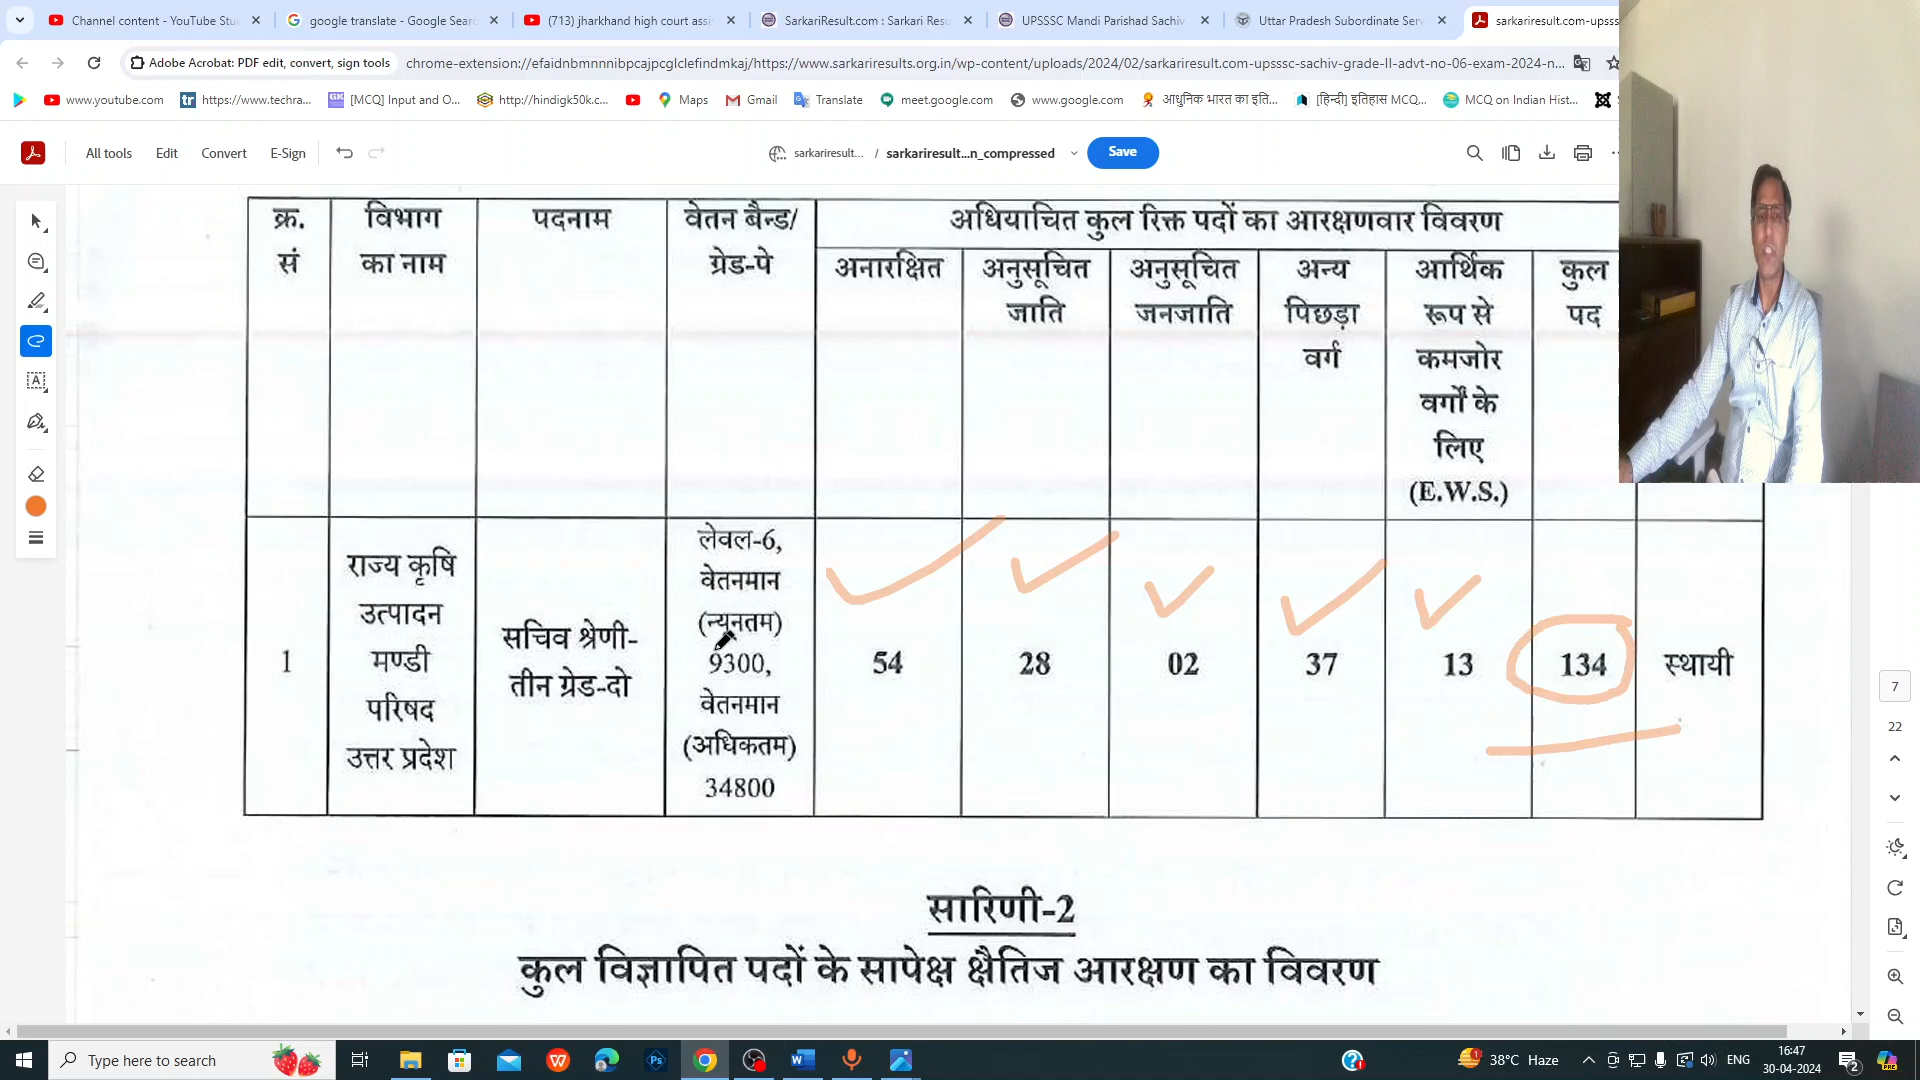 Channel content - YouTube Stu
google translate - Google Sear
(713) jharkhand high court assi
SarkariResult.com : Sarkari Resu
UPSSSC Mandi Parishad Sachiv
Uttar Pradesh Subordinate Serv
sarkariresult.com-upsss
Adobe Acrobat: PDF edit, convert, sign tools
chrome-extension://efaidnbmnnnibpcajpcglclefindmkaj/https://www.sarkariresults.org.in/wp-content/uploads/2024/02/sarkariresult.com-upsssc-sachiv-grade-II-advt-no-06-exam-2024-n...
www.youtube.com
https://www.techra...
[MCQ] Input and O...
http://hindigk50k.c...
Maps
Gmail
Translate
meet.google.com
www.google.com
आधुनिक भारत का इति...
[हिन्दी] इतिहास MCQ...
MCQ on Indian Hist...
All tools
Edit
Convert
E-Sign
sarkariresult... / sarkariresult...n_compressed
Save
क्र. सं
विभाग का नाम
पदनाम
वेतन बैन्ड/ ग्रेड-पे
अधियाचित कुल रिक्त पदों का आरक्षणवार विवरण
अनारक्षित
अनुसूचित जाति
अनुसूचित जनजाति
अन्य पिछड़ा वर्ग
आर्थिक रूप से कमजोर वर्गों के लिए (E.W.S.)
कुल पद
1
राज्य कृषि उत्पादन मण्डी परिषद उत्तर प्रदेश
सचिव श्रेणी-तीन ग्रेड-दो
लेवल-6, वेतनमान (न्यूनतम) 9300, वेतनमान (अधिकतम) 34800
54
28
02
37
13
134
स्थायी
सारिणी-2
कुल विज्ञापित पदों के सापेक्ष क्षैतिज आरक्षण का विवरण
7
22
Type here to search
38°C Haze
ENG
16:47
30-04-2024
2